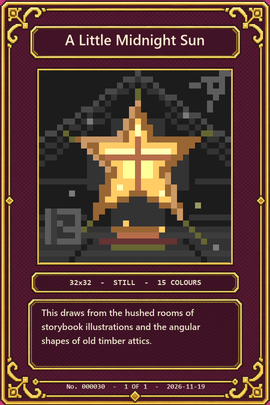 A Little Midnight Sun
32x32 - STILL - 15 COLOURS
This draws from the hushed rooms of
storybook illustrations and the angular
shapes of old timber attics.
No. 000030 - 1 OF 1 - 2026-11-19